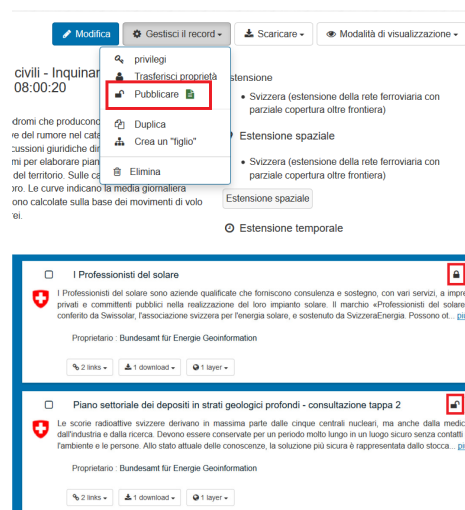 Modifica Gestisci il record Scaricare Modalità di visualizzazione
privilegi
civili - Inquinar
Trasferisci proprietà stensione
08:00:20
Pubblicare
• Svizzera (estensione della rete ferroviaria con
parziale copertura oltre frontiera)
dromi che producono
Duplica
ve del rumore nel cata
Estensione spaziale
cussioni giuridiche dir
Crea un "figlio"
mi per elaborare pian
• Svizzera (estensione della rete ferroviaria con
del territorio. Sulle ca
Elimina
parziale copertura oltre frontiera)
oro. Le curve indicano la media giornaliera
ono calcolate sulla base dei movimenti di volo
Estensione spaziale
ei.
Estensione temporale
I Professionisti del solare
I Professionisti del solare sono aziende qualificate che forniscono consulenza e sostegno, con vari servizi, a impre
privati e committenti pubblici nella realizzazione del loro impianto solare. Il marchio «Professionisti del solare
conferito da Swissolar, l'associazione svizzera per l'energia solare, e sostenuto da SvizzeraEnergia. Possono ot... pi
Proprietario : Bundesamt für Energie Geoinformation
2 links 1 download 1 layer
Piano settoriale dei depositi in strati geologici profondi - consultazione tappa 2
Le scorie radioattive svizzere derivano in massima parte dalle cinque centrali nucleari, ma anche dalla medic
dall'industria e dalla ricerca. Devono essere conservate per un periodo molto lungo in un luogo sicuro senza contatti
l'ambiente e le persone. Allo stato attuale delle conoscenze, la soluzione più sicura è rappresentata dallo stocca... pi
Proprietario : Bundesamt für Energie Geoinformation
2 links 1 download 1 layer